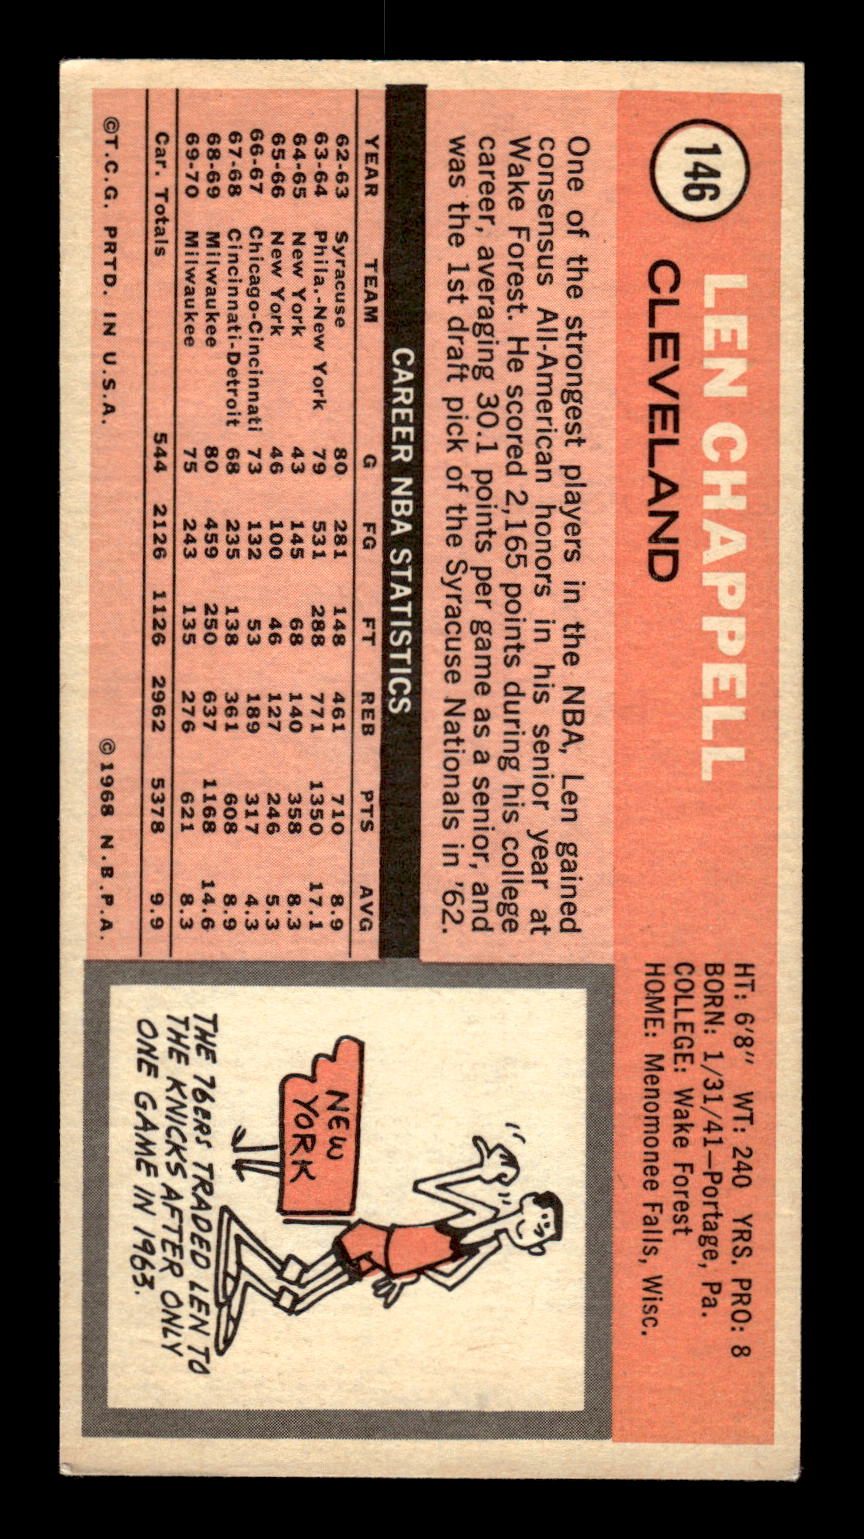 146
LEN CHAPPELL
CLEVELAND
HT: 6'8" WT: 240 YRS. PRO: 8
BORN: 1/31/41—Portage, Pa.
COLLEGE: Wake Forest
HOME: Menomonee Falls, Wisc.
One of the strongest players in the NBA, Len gained
consensus All-American honors in his senior year at
Wake Forest. He scored 2,165 points during his college
career, averaging 30.1 points per game as a senior, and
was the 1st draft pick of the Syracuse Nationals in '62.
CAREER NBA STATISTICS
YEAR TEAM G FG FT REB PTS AVG
62-63 Syracuse 80 281 148 461 710 8.9
63-64 Phila.-New York 79 531 288 771 1350 17.1
64-65 New York 43 145 68 140 358 8.3
65-66 New York 46 100 46 127 246 5.3
66-67 Chicago-Cincinnati 73 132 53 189 317 4.3
67-68 Cincinnati-Detroit 68 235 138 361 608 8.9
68-69 Milwaukee 80 459 250 637 1168 14.6
69-70 Milwaukee 75 243 135 276 621 8.3
Car. Totals 544 2126 1126 2962 5378 9.9
©T.C.G. PRTD. IN U.S.A. ©1968 N.B.P.A.
NEW
YORK
THE 76ERS TRADED LEN TO
THE KNICKS AFTER ONLY
ONE GAME IN 1963.